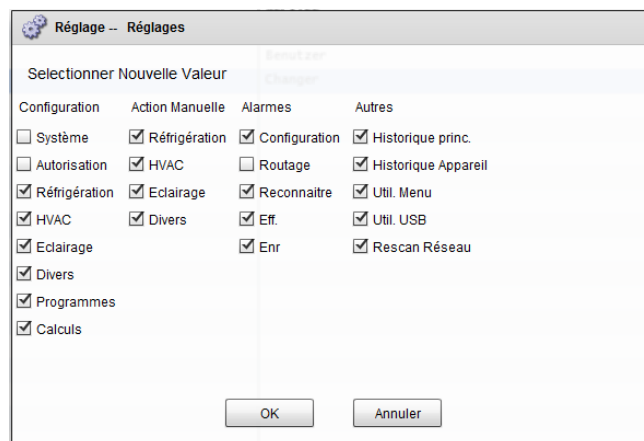 Réglage -- Réglages
Benutzer
Selectionner Nouvelle Valeur
Changer
Configuration Action Manuelle Alarmes Autres
Système Réfrigération Configuration Historique princ.
Autorisation HVAC Routage Historique Appareil
Réfrigération Eclairage Reconnaitre Util. Menu
HVAC Divers Eff. Util. USB
Eclairage Enr Rescan Réseau
Divers
Programmes
Calculs
OK Annuler